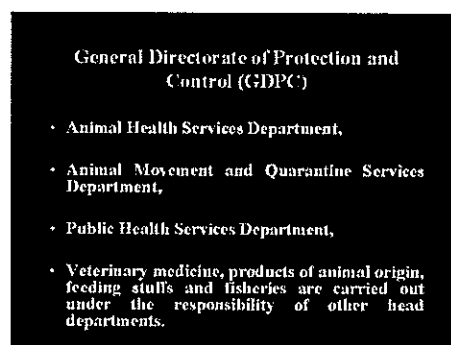 General Directorate of Protection and
Control (GDPC)
• Animal Health Services Department,
• Animal Movement and Quarantine Services
Department,
• Public Health Services Department,
• Veterinary medicine, products of animal origin,
feeding stuffs and fisheries are carried out
under the responsibility of other head
departments.